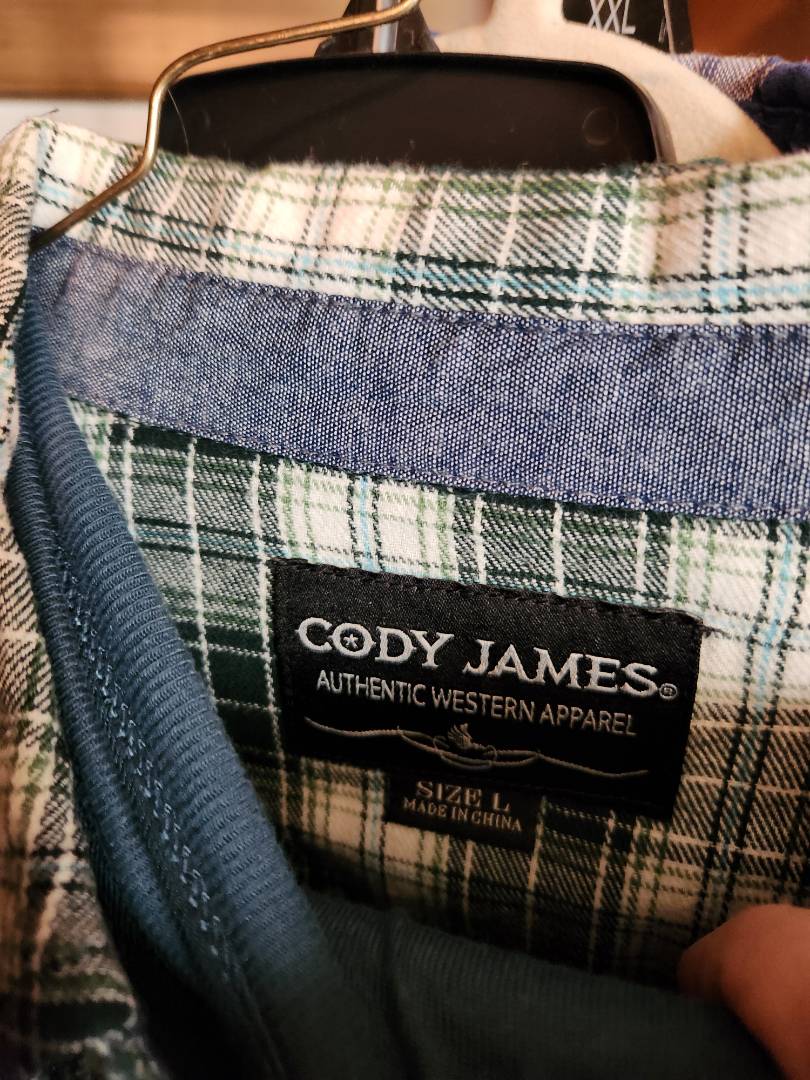 XXL
CODY JAMES®
AUTHENTIC WESTERN APPAREL
SIZE L
MADE IN CHINA